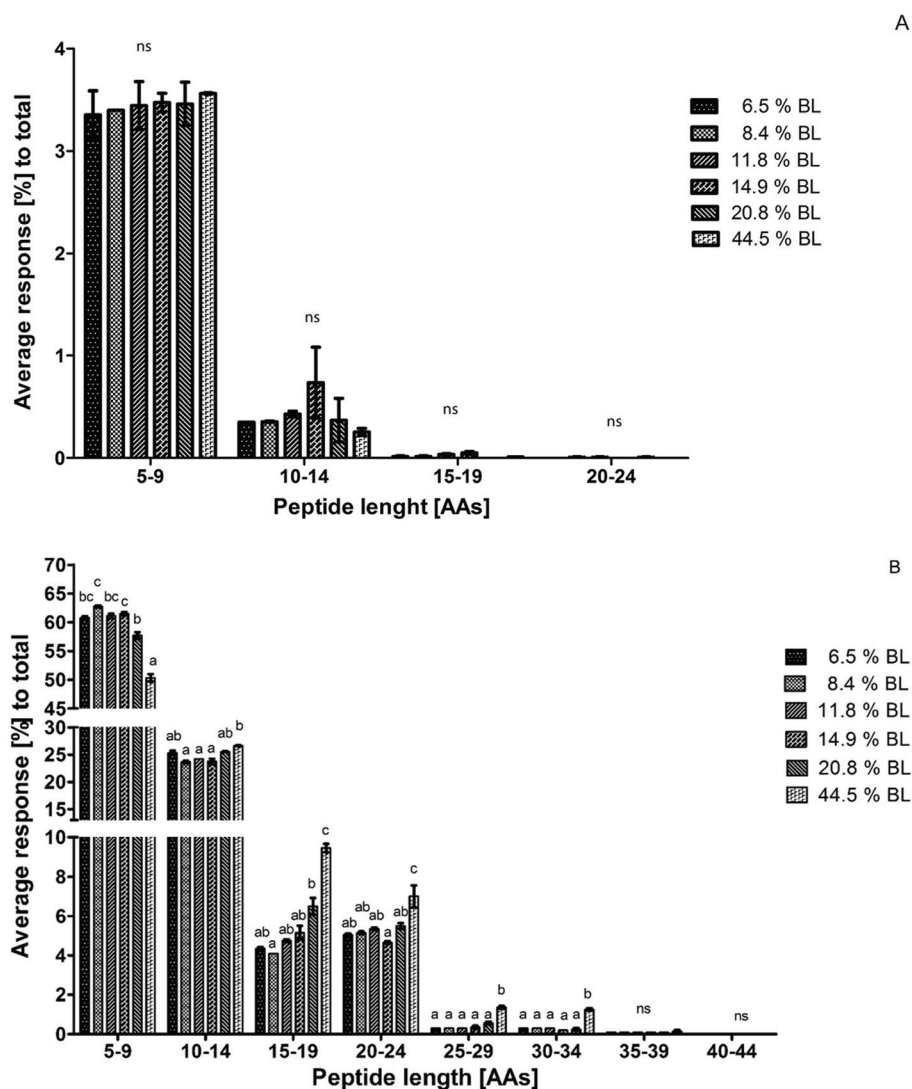 A
ns
4
3
2
1
0
Average response [%] to total
ns
ns
ns
5-9 10-14 15-19 20-24
Peptide lenght [AAs]
6.5 % BL
8.4 % BL
11.8 % BL
14.9 % BL
20.8 % BL
44.5 % BL
B
70
65
60
55
50
45
30
25
20
15
10
8
6
4
2
0
Average response [%] to total
bc c bc c b a
ab a a a ab b
ab a ab ab b c
ab ab ab a ab c
a a a a a b
a a a a a b
ns
ns
5-9 10-14 15-19 20-24 25-29 30-34 35-39 40-44
Peptide length [AAs]
6.5 % BL
8.4 % BL
11.8 % BL
14.9 % BL
20.8 % BL
44.5 % BL